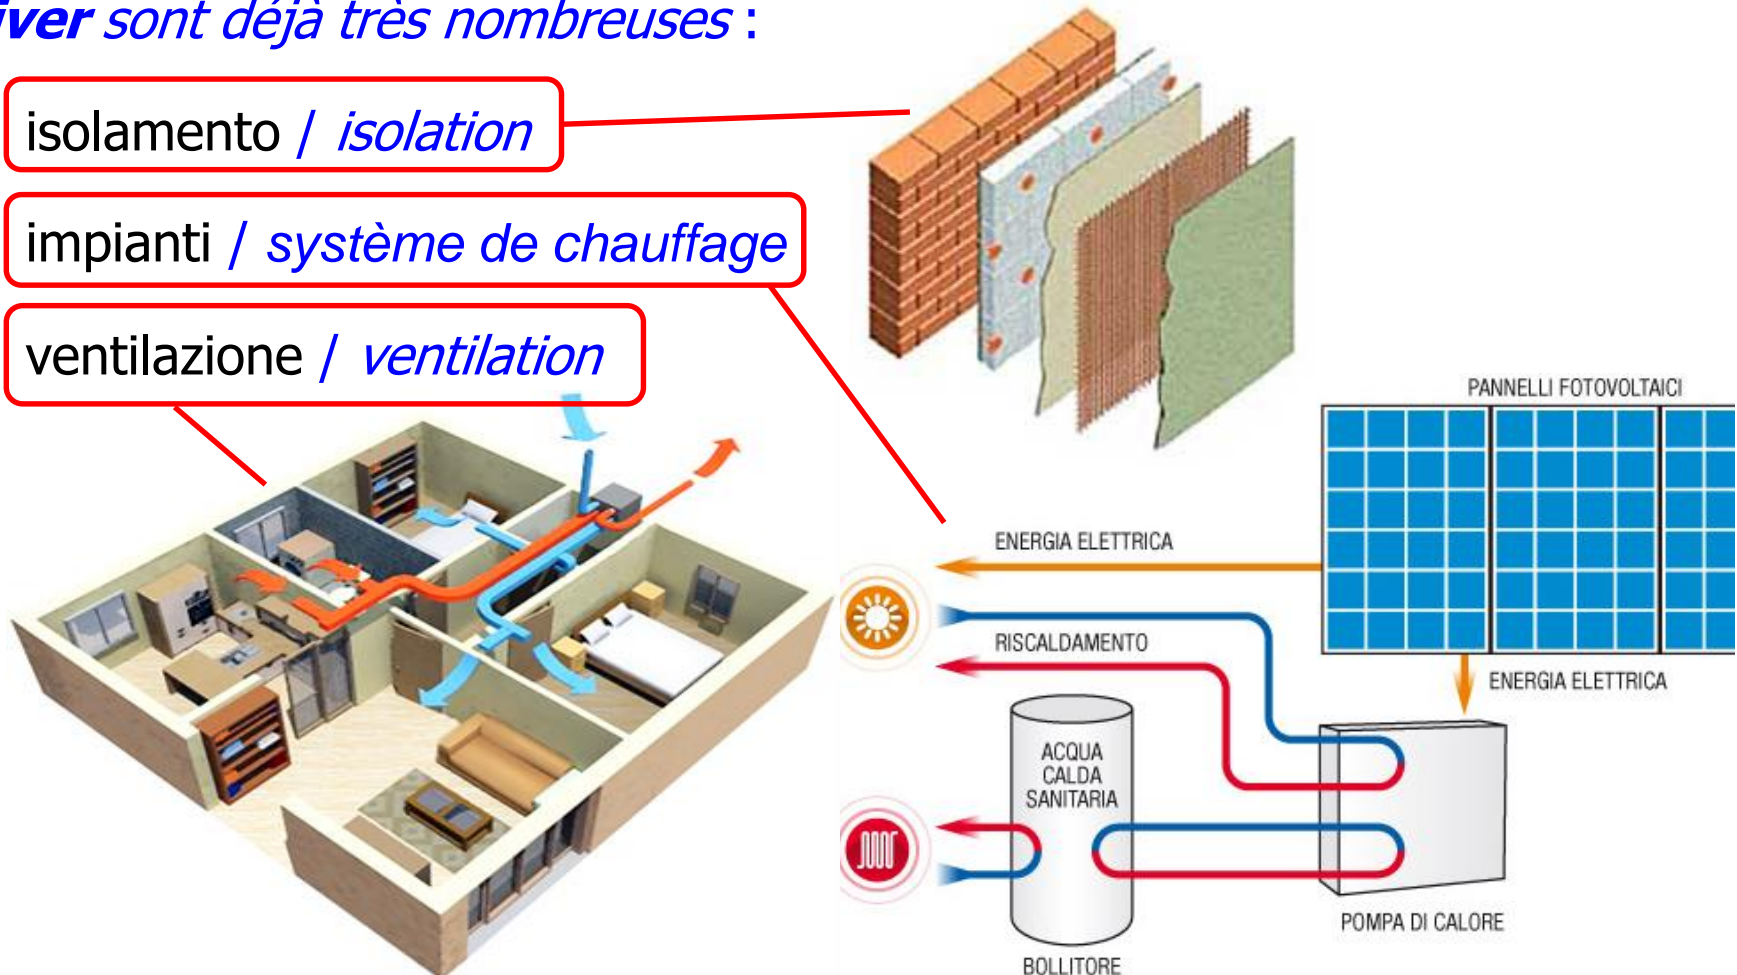 iver sont déjà très nombreuses :
isolamento / isolation
impianti / système de chauffage
ventilazione / ventilation
PANNELLI FOTOVOLTAICI
ENERGIA ELETTRICA
RISCALDAMENTO
ENERGIA ELETTRICA
ACQUA
CALDA
SANITARIA
POMPA DI CALORE
BOLLITORE